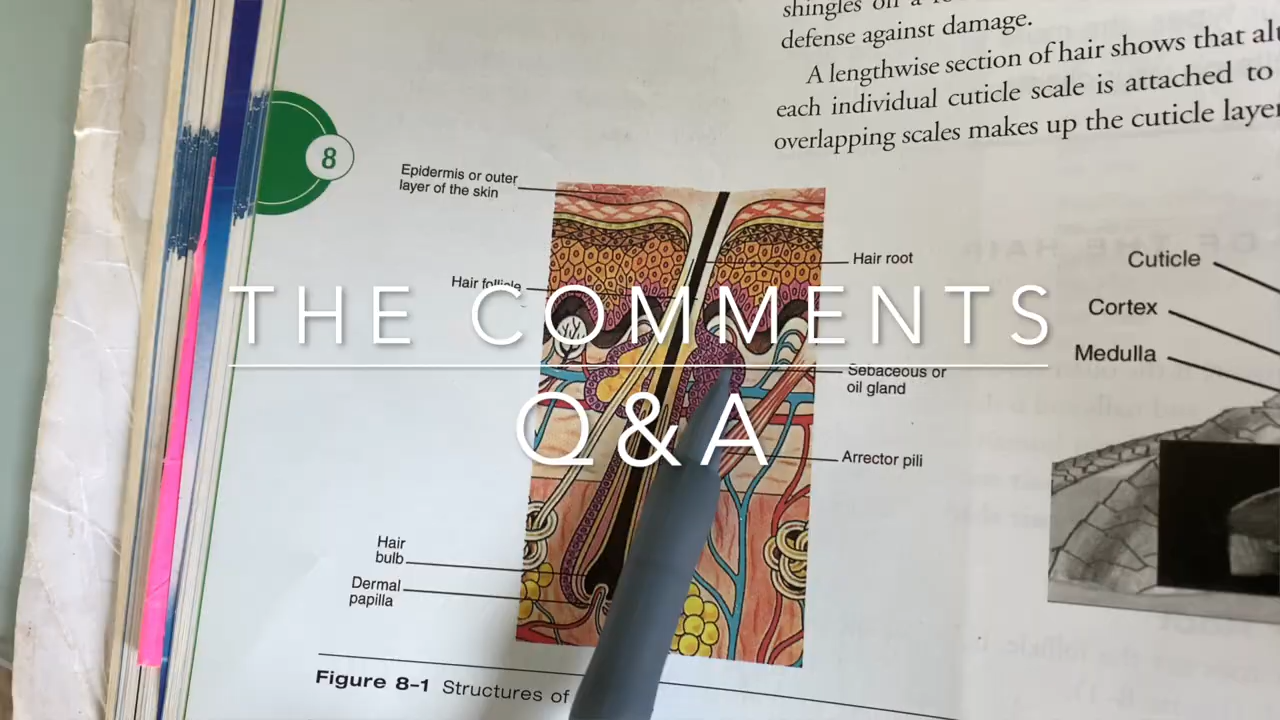 shingles on a
defense against damage.
A lengthwise section of hair shows that
each individual cuticle scale is attached to
overlapping scales makes up the cuticle
8
Epidermis or outer
layer of the skin
Hair root
Hair follicle
Cuticle
Cortex
Medulla
THE COMMENTS
Q&A
Sebaceous or
oil gland
Arrector pili
Hair
bulb
Dermal
papilla
Figure 8-1 Structures of